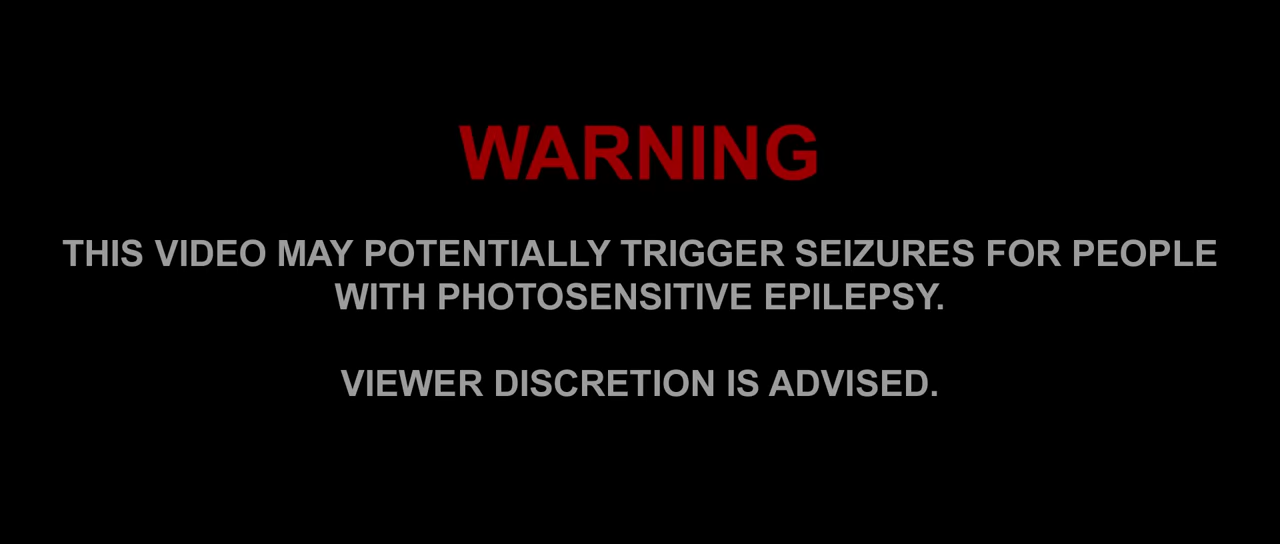 WARNING
THIS VIDEO MAY POTENTIALLY TRIGGER SEIZURES FOR PEOPLE
WITH PHOTOSENSITIVE EPILEPSY.
VIEWER DISCRETION IS ADVISED.